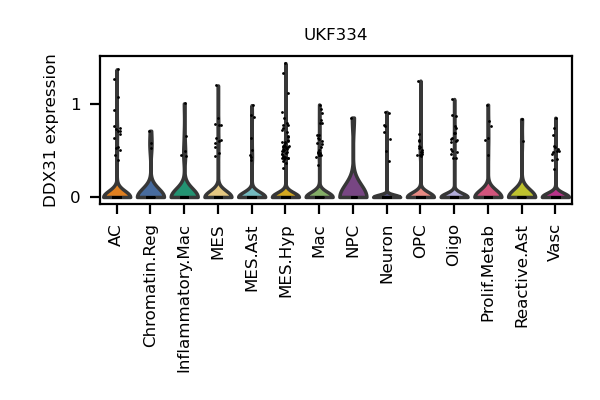 UKF334
DDX31 expression
1
0
AC
Chromatin.Reg
Inflammatory.Mac
MES
MES.Ast
MES.Hyp
Mac
NPC
Neuron
OPC
Oligo
Prolif.Metab
Reactive.Ast
Vasc